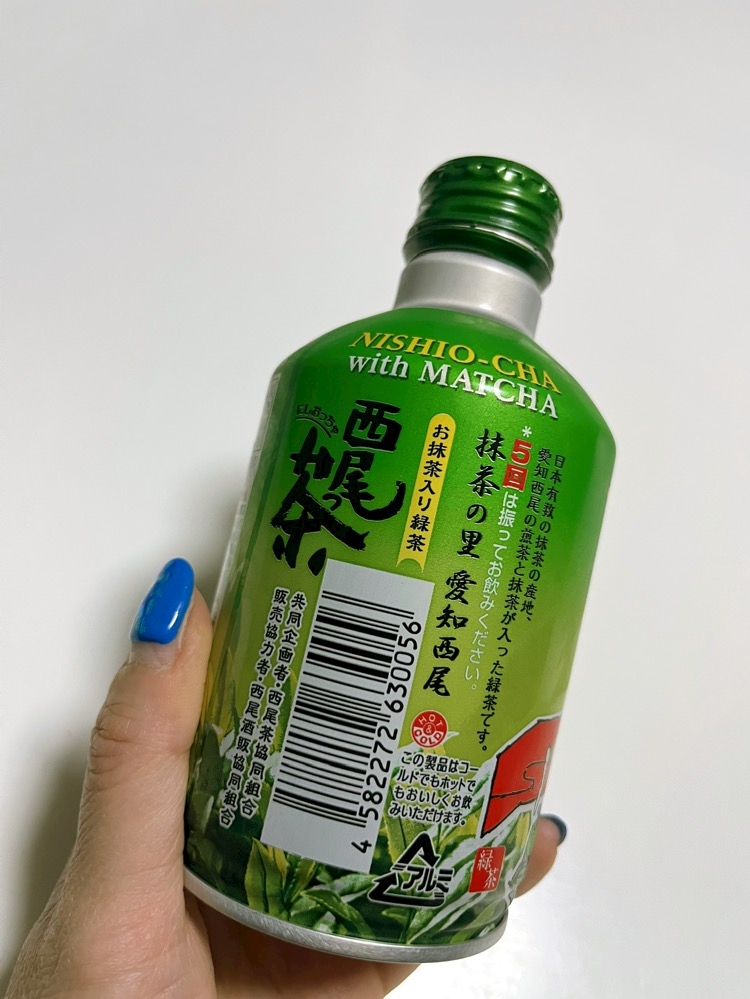 NISHIO-CHA
with MATCHA
にしおっちゃ
西尾っ茶
お抹茶入り緑茶
抹茶の里 愛知西尾
*5回は振ってお飲みください。
日本有数の抹茶の産地、
愛知西尾の煎茶と抹茶が入った緑茶です。
共同企画者・西尾茶協同組合
販売協力者・西尾酒販協同組合
4 582272 630056
HOT
&
COLD
この製品はコー
ルドでもホットで
もおいしくお飲
みいただけます。
アルミ
緑茶